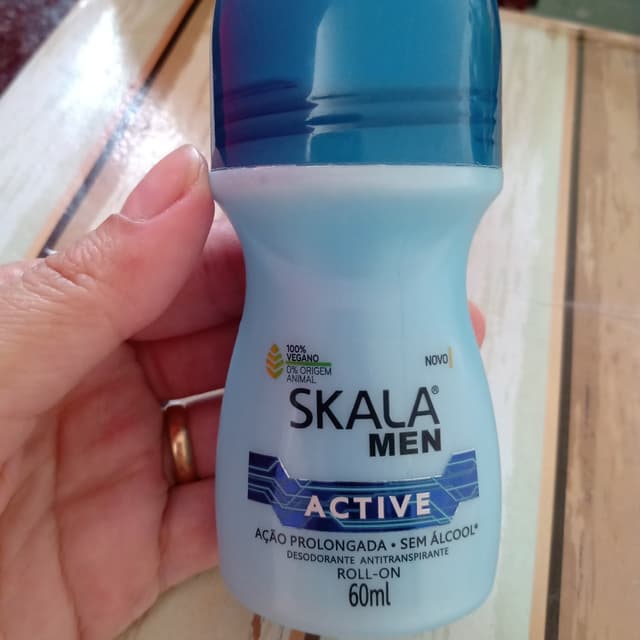 100%
VEGANO
0% ORIGEM
ANIMAL
NOVO
SKALA®
MEN
ACTIVE
AÇÃO PROLONGADA • SEM ÁLCOOL*
DESODORANTE ANTITRANSPIRANTE
ROLL-ON
60ml